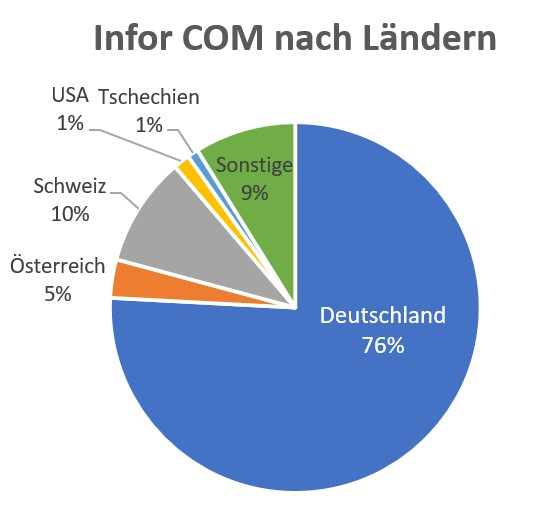 Infor COM nach Ländern
USA
1%
Tschechien
1%
Sonstige
9%
Schweiz
10%
Österreich
5%
Deutschland
76%